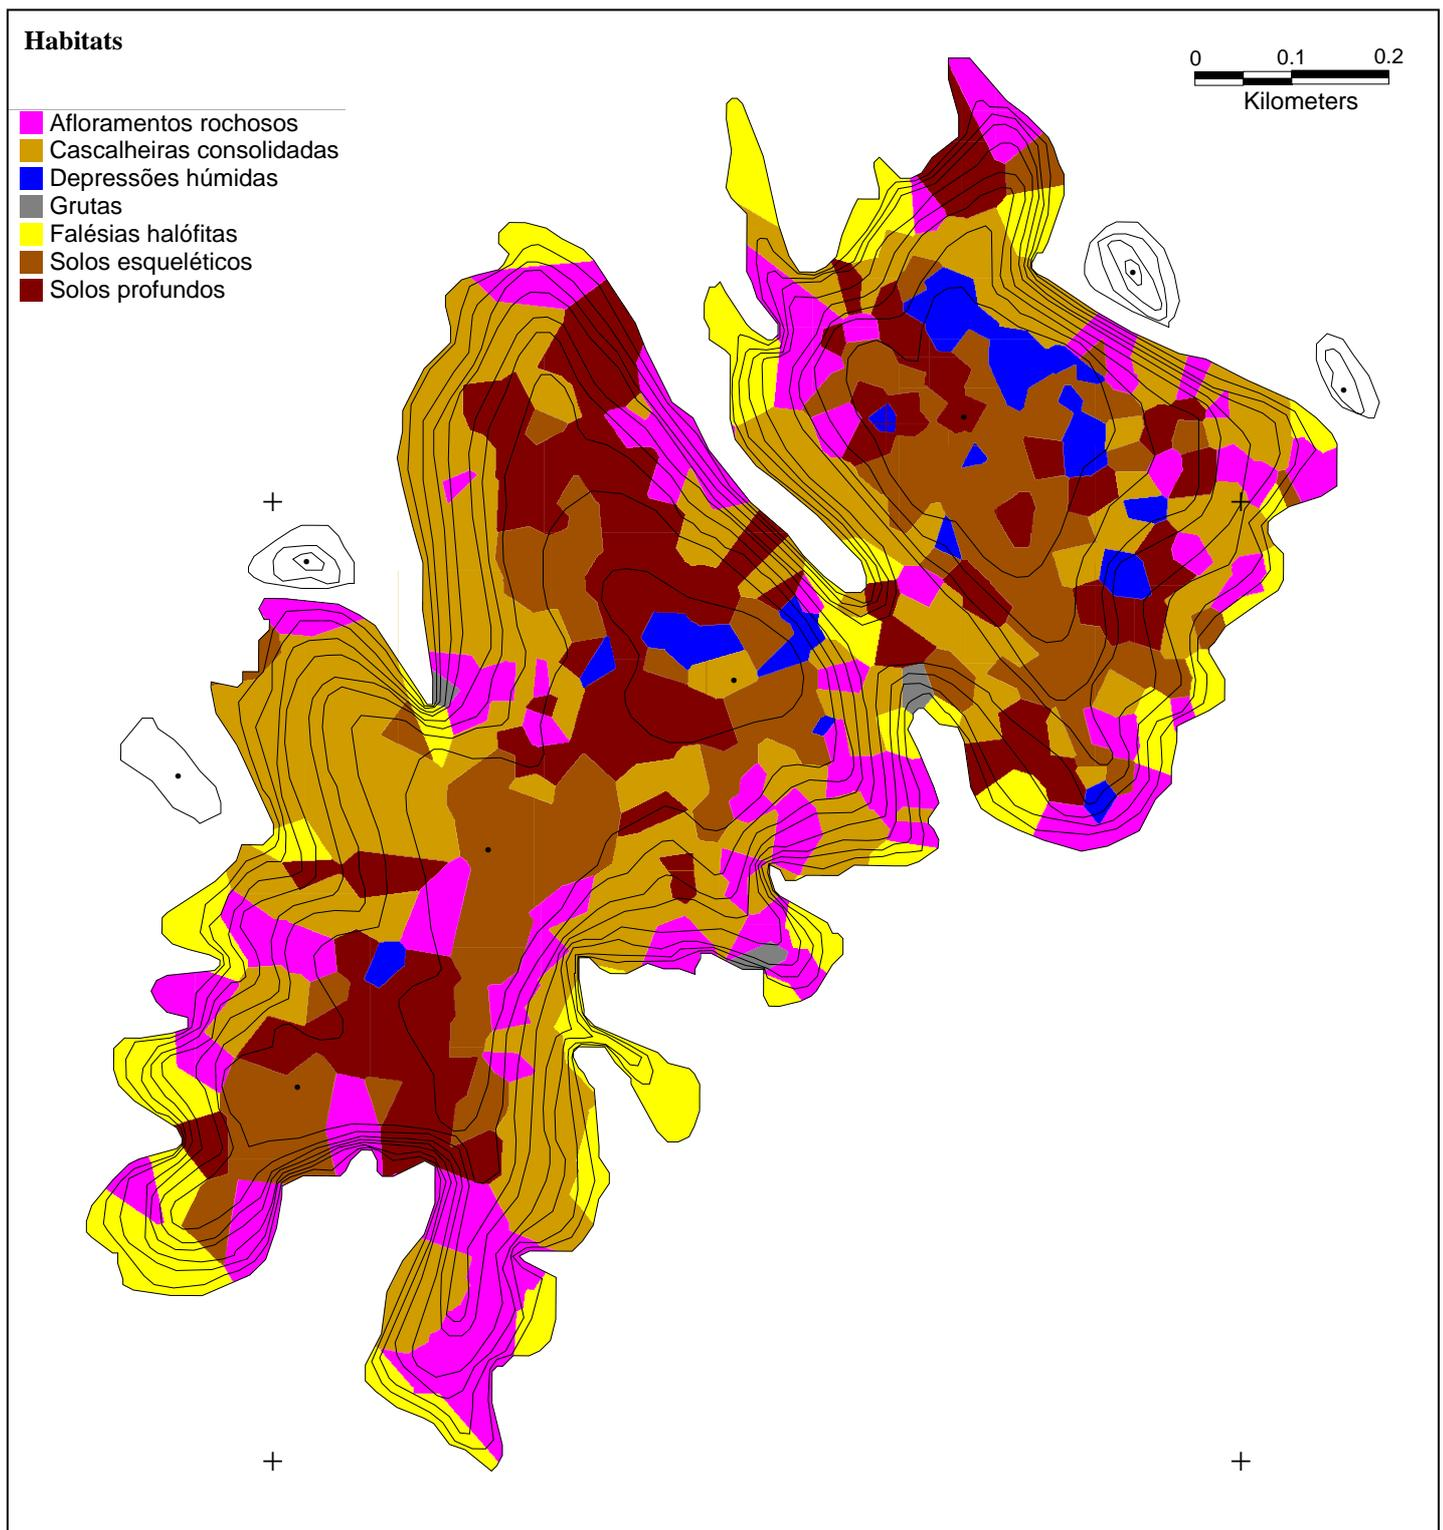 Habitats
0 0.1 0.2
Kilometers
Afloramentos rochosos
Cascalheiras consolidadas
Depressões húmidas
Grutas
Falésias halófitas
Solos esqueléticos
Solos profundos